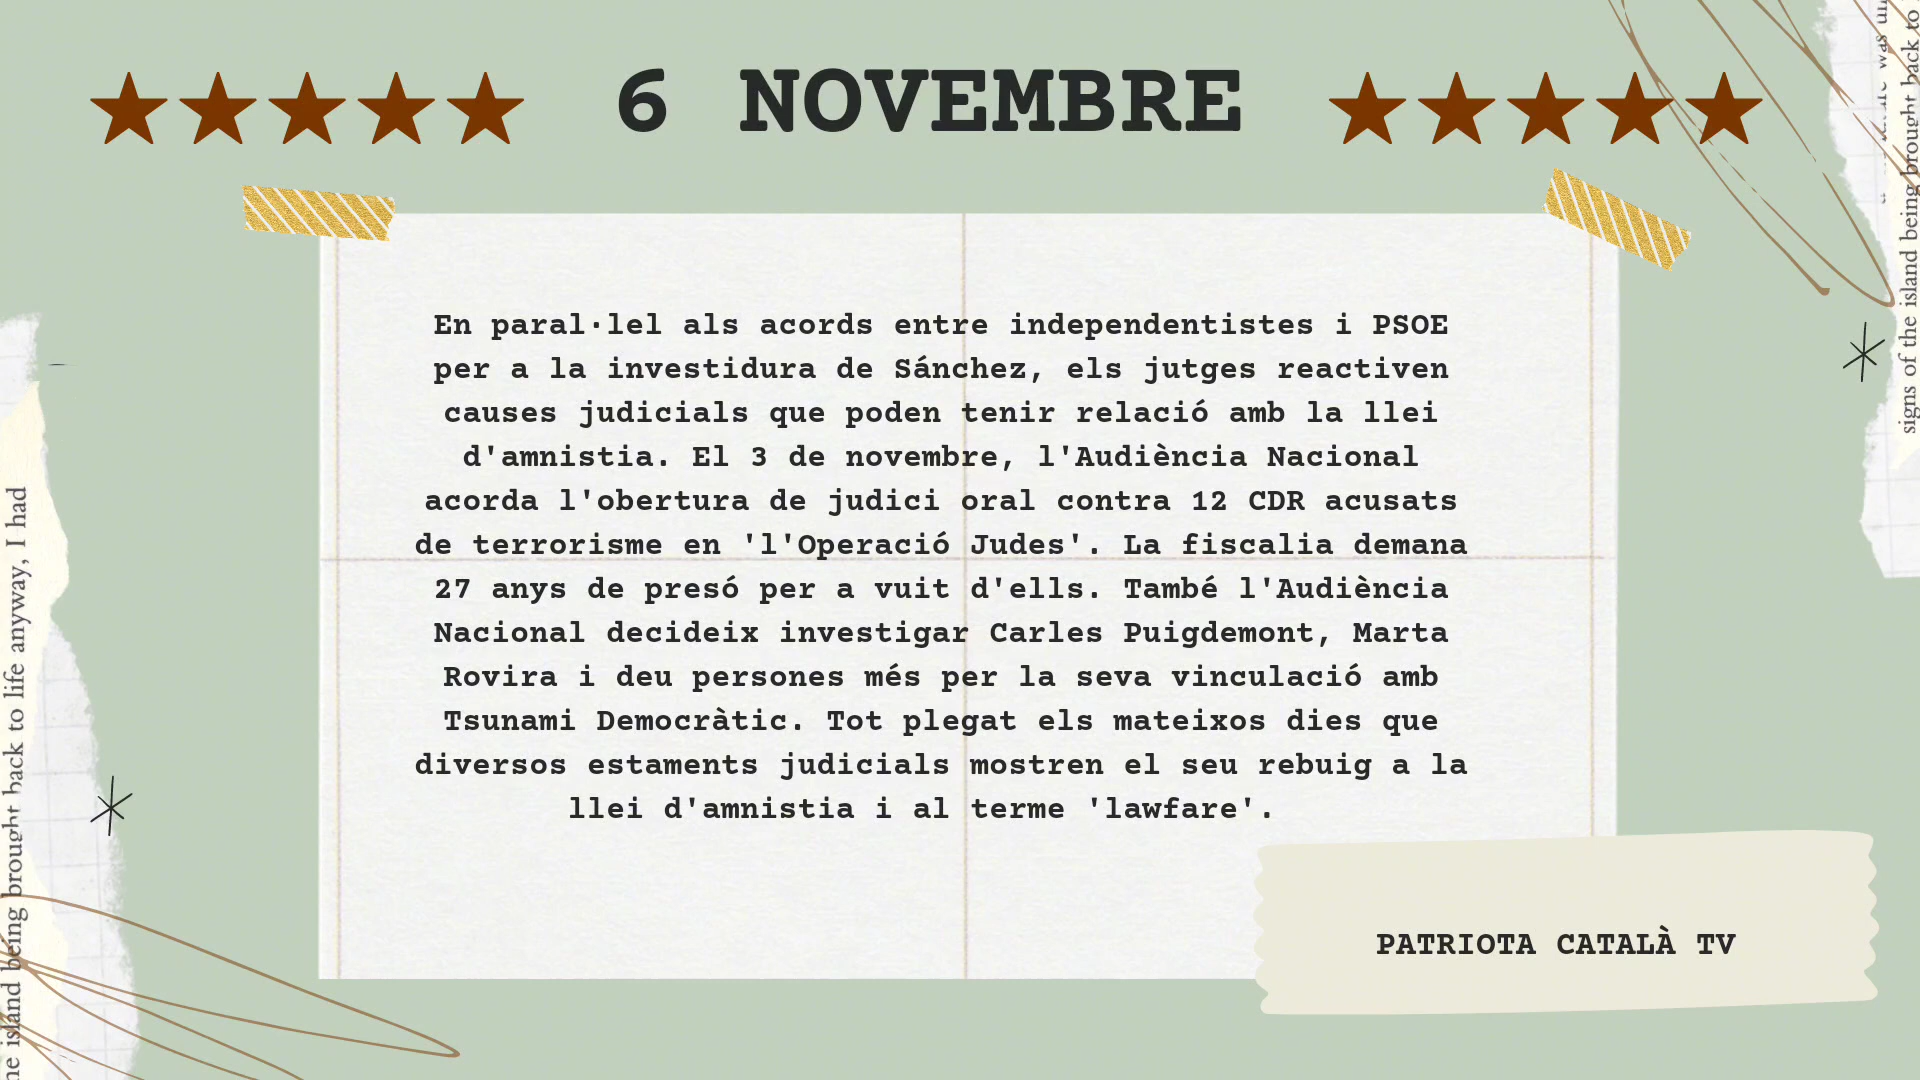 6 NOVEMBRE
En paral·lel als acords entre independentistes i PSOE
per a la investidura de Sánchez, els jutges reactiven
causes judicials que poden tenir relació amb la llei
d'amnistia. El 3 de novembre, l'Audiència Nacional
acorda l'obertura de judici oral contra 12 CDR acusats
de terrorisme en 'l'Operació Judes'. La fiscalia demana
27 anys de presó per a vuit d'ells. També l'Audiència
Nacional decideix investigar Carles Puigdemont, Marta
Rovira i deu persones més per la seva vinculació amb
Tsunami Democràtic. Tot plegat els mateixos dies que
diversos estaments judicials mostren el seu rebuig a la
llei d'amnistia i al terme 'lawfare'.
PATRIOTA CATALÀ TV
signs of the island being brought back to
island being brought back to life anyway, I had